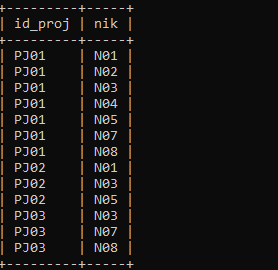 +---------+-----+
| id_proj | nik |
+---------+-----+
| PJ01    | N01 |
| PJ01    | N02 |
| PJ01    | N03 |
| PJ01    | N04 |
| PJ01    | N05 |
| PJ01    | N07 |
| PJ01    | N08 |
| PJ02    | N01 |
| PJ02    | N03 |
| PJ02    | N05 |
| PJ03    | N03 |
| PJ03    | N07 |
| PJ03    | N08 |
+---------+-----+